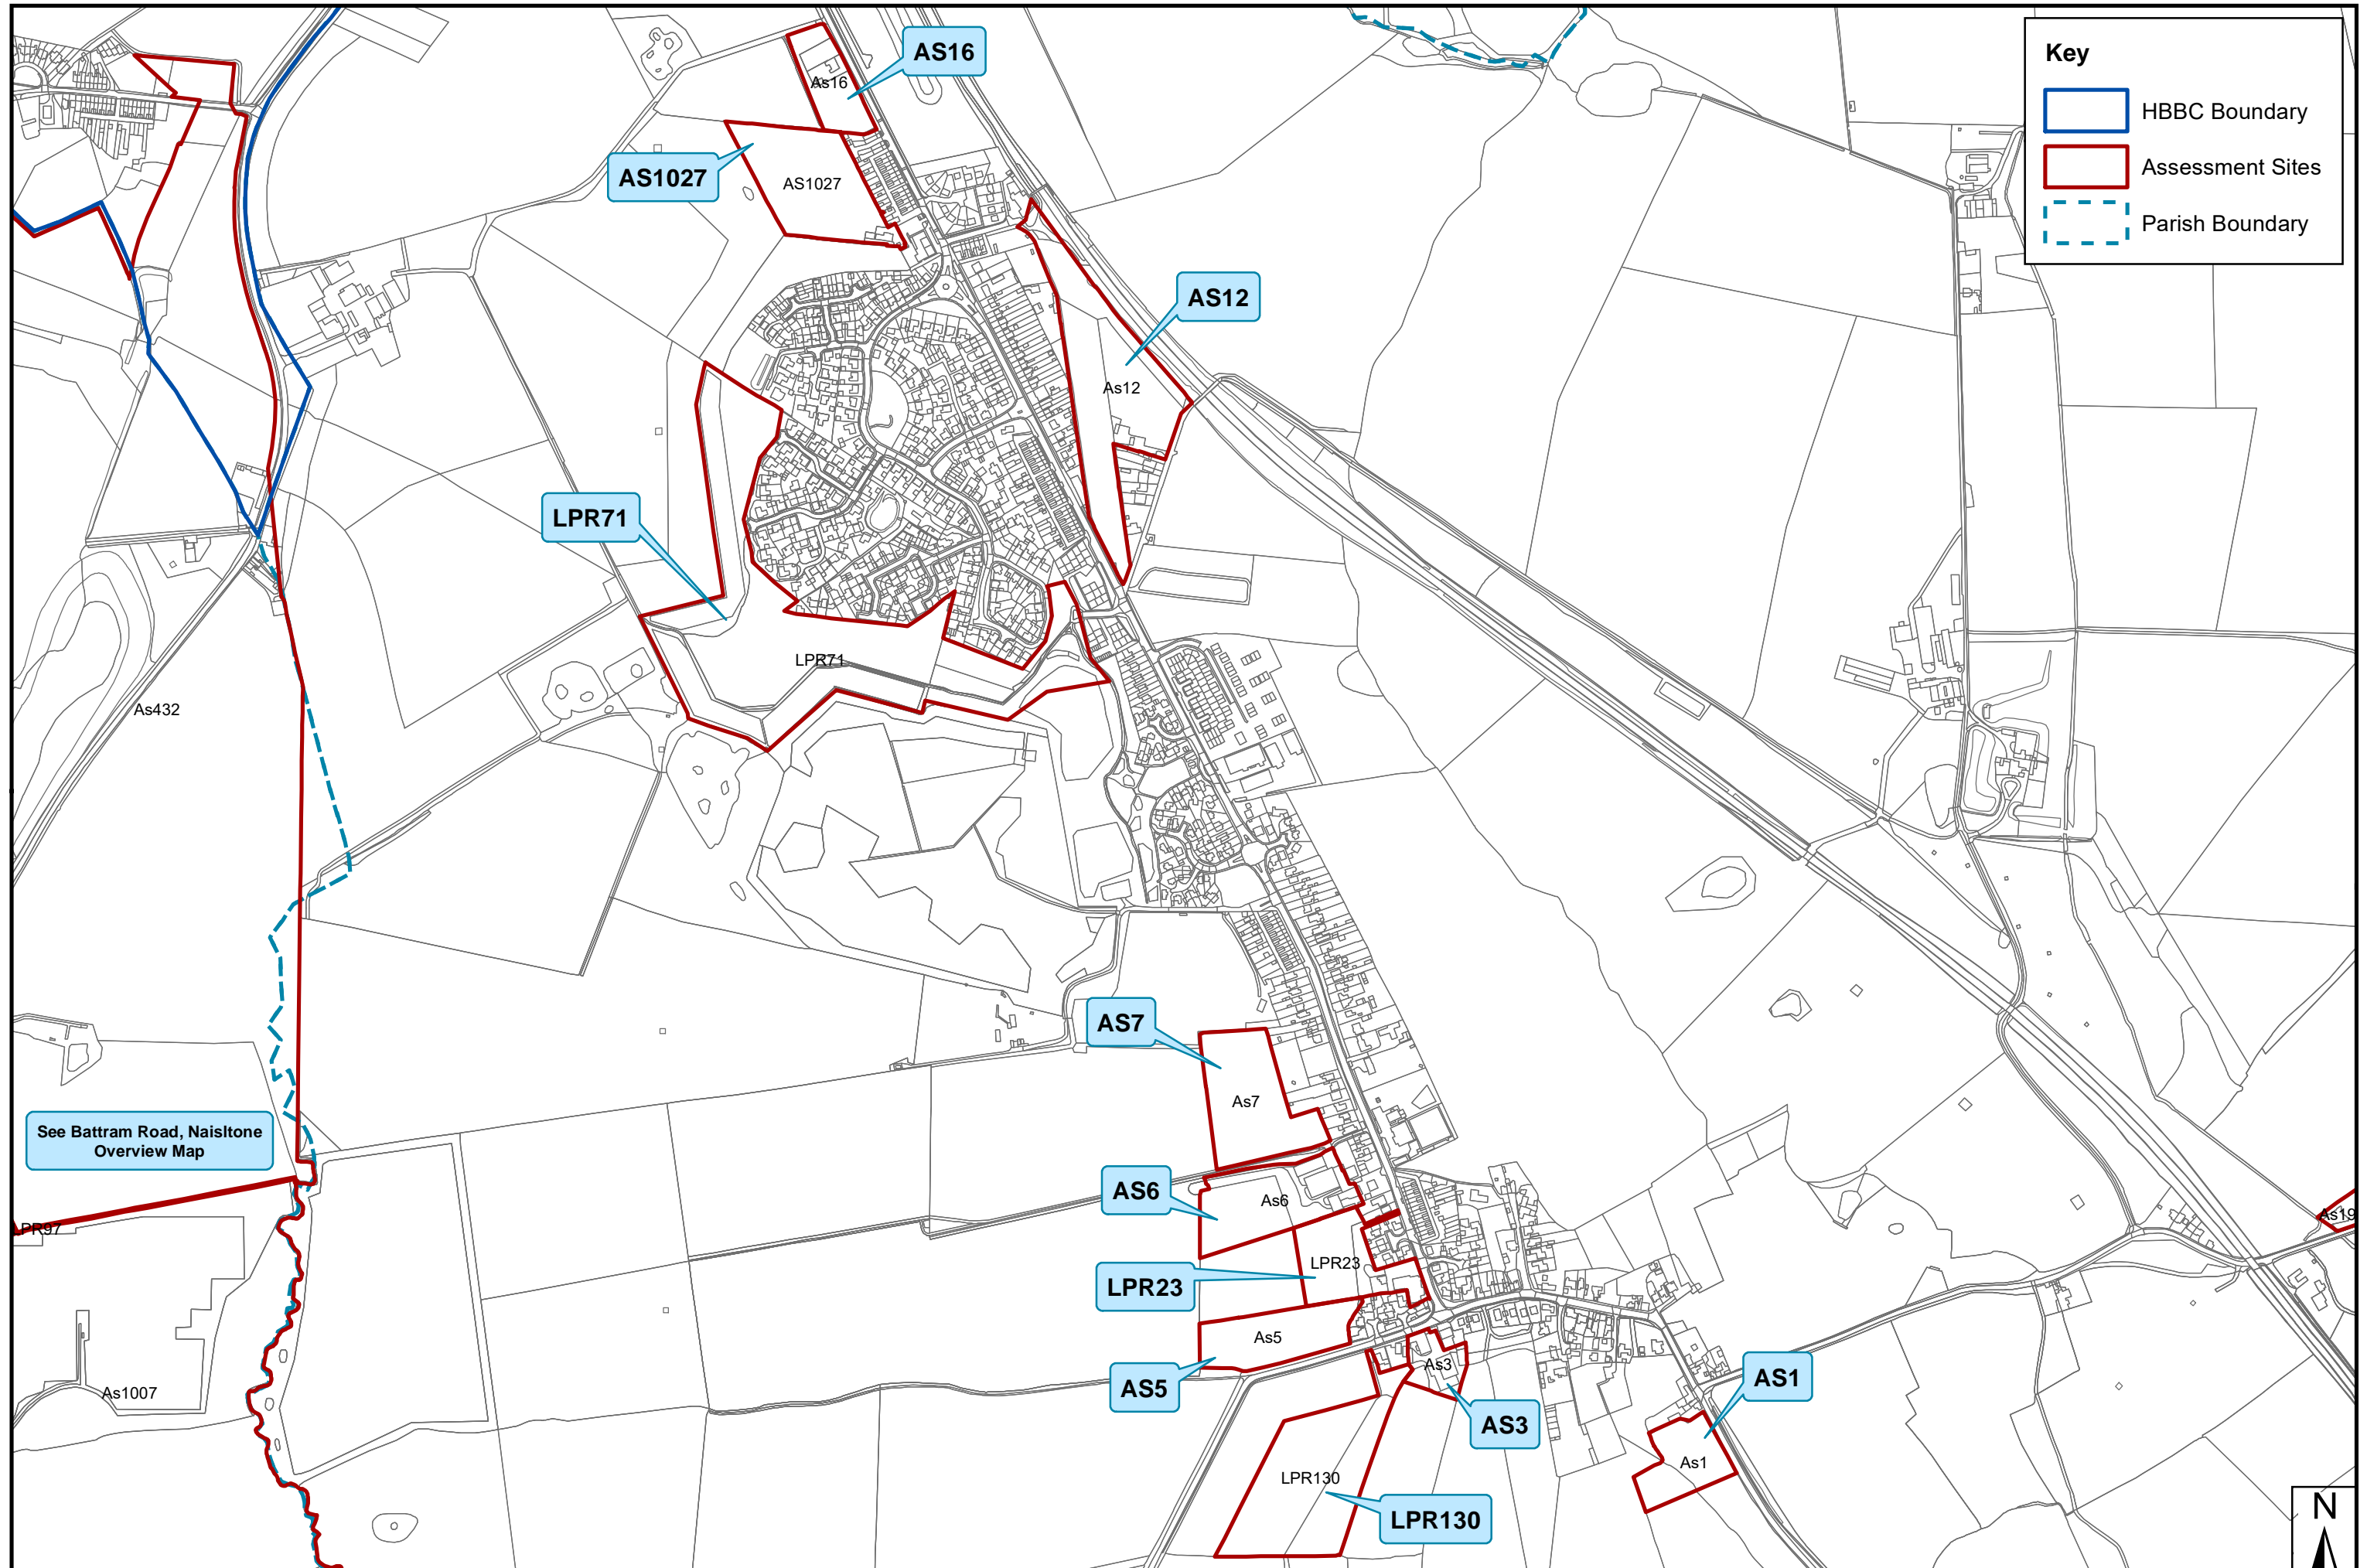 Key
HBBC Boundary
Assessment Sites
Parish Boundary
AS16
As16
AS1027
AS1027
AS12
As12
LPR71
LPR71
As432
AS7
As7
See Battram Road, Naisltone
Overview Map
AS6
As6
As19
LPR97
LPR23
LPR23
As5
AS5
As3
AS1
As1007
AS3
As1
LPR130
LPR130
N